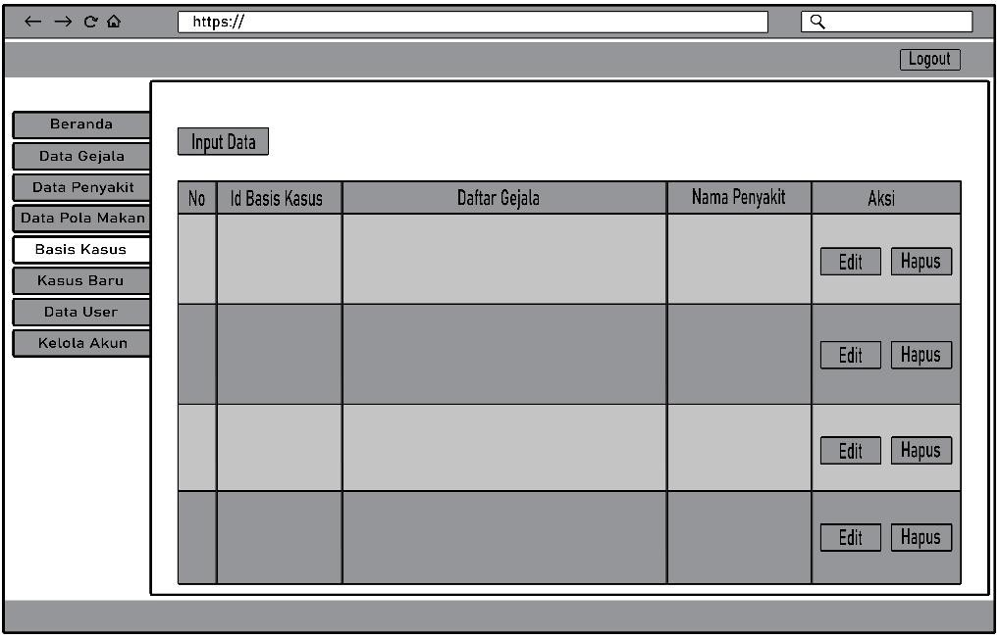 https://
Logout
Beranda
Data Gejala
Data Penyakit
Data Pola Makan
Basis Kasus
Kasus Baru
Data User
Kelola Akun
Input Data
No Id Basis Kasus Daftar Gejala Nama Penyakit Aksi
Edit Hapus
Edit Hapus
Edit Hapus
Edit Hapus